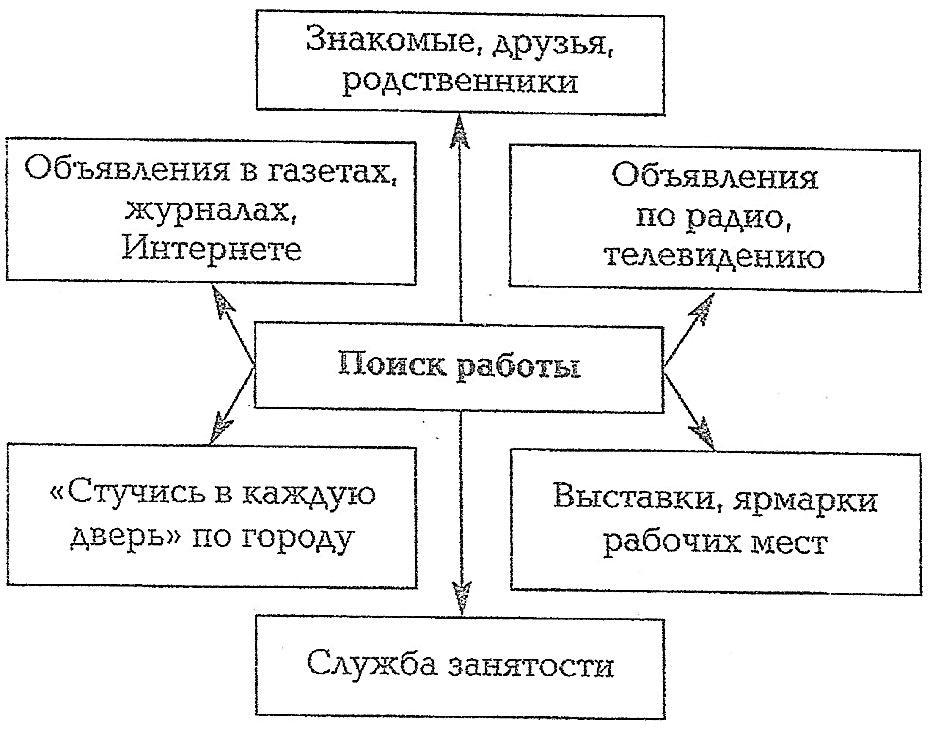 Знакомые, друзья,
родственники
Объявления в газетах,
журналах,
Интернете
Объявления
по радио,
телевидению
Поиск работы
«Стучись в каждую
дверь» по городу
Выставки, ярмарки
рабочих мест
Служба занятости